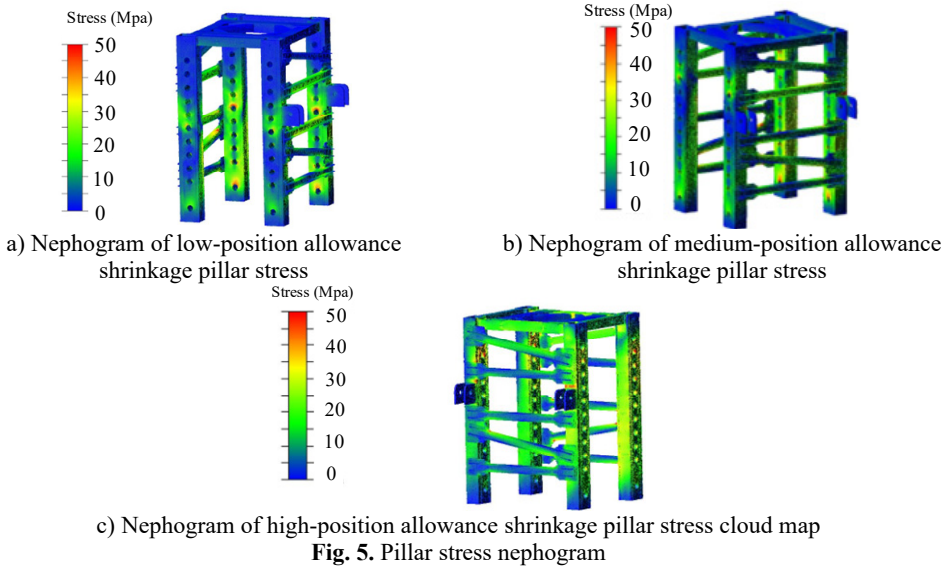 Stress (Mpa)
50
40
30
20
10
0
a) Nephogram of low-position allowance
shrinkage pillar stress
Stress (Mpa)
50
40
30
20
10
0
b) Nephogram of medium-position allowance
shrinkage pillar stress
Stress (Mpa)
50
40
30
20
10
0
c) Nephogram of high-position allowance shrinkage pillar stress cloud map
Fig. 5. Pillar stress nephogram